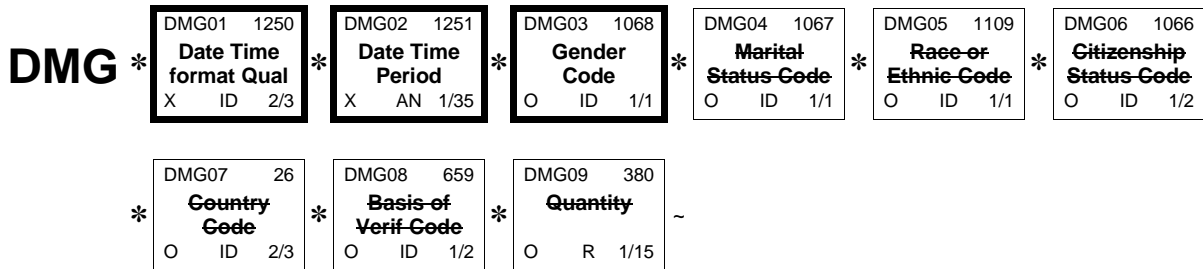 DMG * DMG01 1250 * DMG02 1251 * DMG03 1068 * DMG04 1067 * DMG05 1109 * DMG06 1066
Date Time Date Time Gender Marital Race or Citizenship
format Qual Period Code Status Code Ethnic Code Status Code
X ID 2/3 X AN 1/35 O ID 1/1 O ID 1/1 O ID 1/1 O ID 1/2
* DMG07 26 * DMG08 659 * DMG09 380 ~
Country Basis of Quantity
Code Verif Code
O ID 2/3 O ID 1/2 O R 1/15